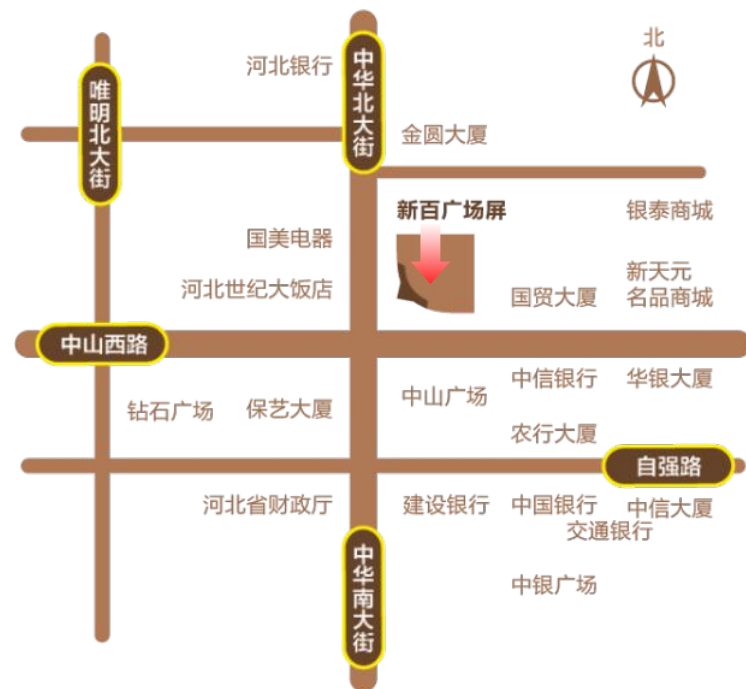 北
河北银行
中华北大街
唯明北大街
金圆大厦
新百广场屏
银泰商城
国美电器
河北世纪大饭店
国贸大厦
新天元
名品商城
中山西路
钻石广场
保艺大厦
中山广场
中信银行
华银大厦
农行大厦
自强路
河北省财政厅
建设银行
中国银行
中信大厦
交通银行
中华南大街
中银广场